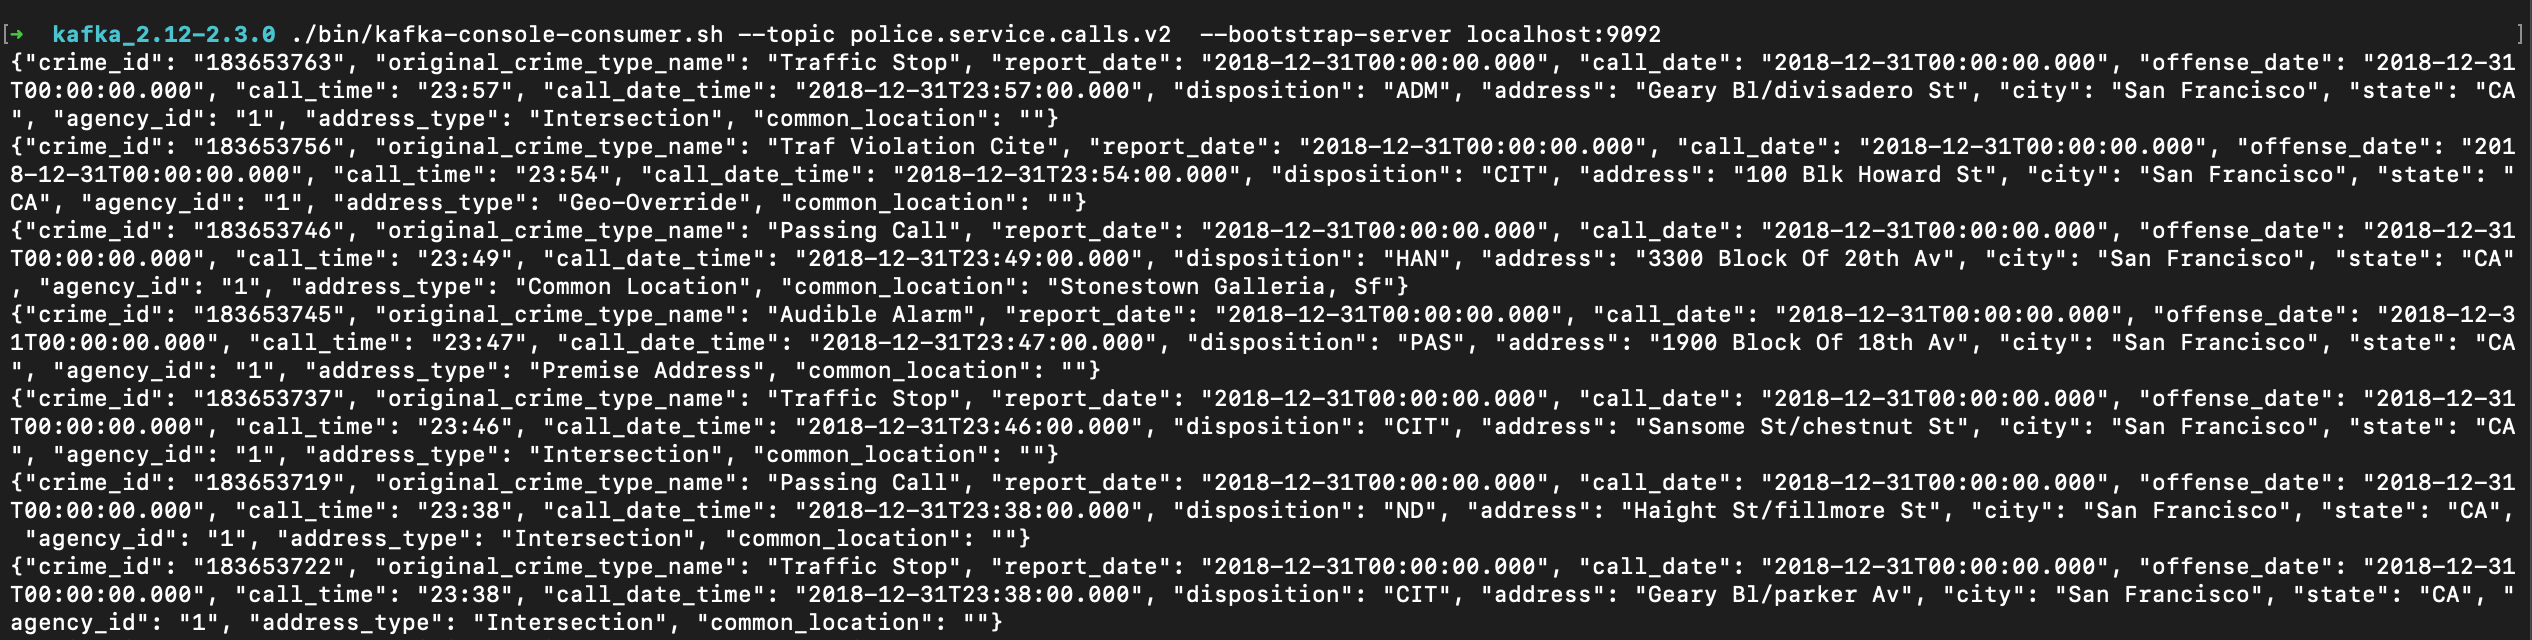 [➜  kafka_2.12-2.3.0 ./bin/kafka-console-consumer.sh --topic police.service.calls.v2  --bootstrap-server localhost:9092 ]
{"crime_id": "183653763", "original_crime_type_name": "Traffic Stop", "report_date": "2018-12-31T00:00:00.000", "call_date": "2018-12-31T00:00:00.000", "offense_date": "2018-12-31
T00:00:00.000", "call_time": "23:57", "call_date_time": "2018-12-31T23:57:00.000", "disposition": "ADM", "address": "Geary Bl/divisadero St", "city": "San Francisco", "state": "CA
", "agency_id": "1", "address_type": "Intersection", "common_location": ""}
{"crime_id": "183653756", "original_crime_type_name": "Traf Violation Cite", "report_date": "2018-12-31T00:00:00.000", "call_date": "2018-12-31T00:00:00.000", "offense_date": "201
8-12-31T00:00:00.000", "call_time": "23:54", "call_date_time": "2018-12-31T23:54:00.000", "disposition": "CIT", "address": "100 Blk Howard St", "city": "San Francisco", "state": "
CA", "agency_id": "1", "address_type": "Geo-Override", "common_location": ""}
{"crime_id": "183653746", "original_crime_type_name": "Passing Call", "report_date": "2018-12-31T00:00:00.000", "call_date": "2018-12-31T00:00:00.000", "offense_date": "2018-12-31
T00:00:00.000", "call_time": "23:49", "call_date_time": "2018-12-31T23:49:00.000", "disposition": "HAN", "address": "3300 Block Of 20th Av", "city": "San Francisco", "state": "CA"
, "agency_id": "1", "address_type": "Common Location", "common_location": "Stonestown Galleria, Sf"}
{"crime_id": "183653745", "original_crime_type_name": "Audible Alarm", "report_date": "2018-12-31T00:00:00.000", "call_date": "2018-12-31T00:00:00.000", "offense_date": "2018-12-3
1T00:00:00.000", "call_time": "23:47", "call_date_time": "2018-12-31T23:47:00.000", "disposition": "PAS", "address": "1900 Block Of 18th Av", "city": "San Francisco", "state": "CA
", "agency_id": "1", "address_type": "Premise Address", "common_location": ""}
{"crime_id": "183653737", "original_crime_type_name": "Traffic Stop", "report_date": "2018-12-31T00:00:00.000", "call_date": "2018-12-31T00:00:00.000", "offense_date": "2018-12-31
T00:00:00.000", "call_time": "23:46", "call_date_time": "2018-12-31T23:46:00.000", "disposition": "CIT", "address": "Sansome St/chestnut St", "city": "San Francisco", "state": "CA
", "agency_id": "1", "address_type": "Intersection", "common_location": ""}
{"crime_id": "183653719", "original_crime_type_name": "Passing Call", "report_date": "2018-12-31T00:00:00.000", "call_date": "2018-12-31T00:00:00.000", "offense_date": "2018-12-31
T00:00:00.000", "call_time": "23:38", "call_date_time": "2018-12-31T23:38:00.000", "disposition": "ND", "address": "Haight St/fillmore St", "city": "San Francisco", "state": "CA",
 "agency_id": "1", "address_type": "Intersection", "common_location": ""}
{"crime_id": "183653722", "original_crime_type_name": "Traffic Stop", "report_date": "2018-12-31T00:00:00.000", "call_date": "2018-12-31T00:00:00.000", "offense_date": "2018-12-31
T00:00:00.000", "call_time": "23:38", "call_date_time": "2018-12-31T23:38:00.000", "disposition": "CIT", "address": "Geary Bl/parker Av", "city": "San Francisco", "state": "CA", "
agency_id": "1", "address_type": "Intersection", "common_location": ""}